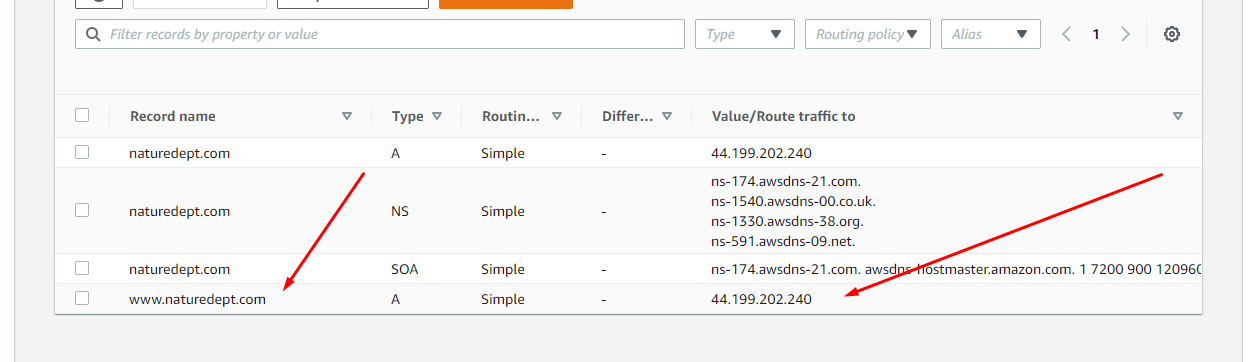 Filter records by property or value Type Routing policy Alias 1
Record name Type Routin... Differ... Value/Route traffic to
naturedept.com A Simple - 44.199.202.240
naturedept.com NS Simple - ns-174.awsdns-21.com.
ns-1540.awsdns-00.co.uk.
ns-1330.awsdns-38.org.
ns-591.awsdns-09.net.
naturedept.com SOA Simple - ns-174.awsdns-21.com. awsdns-hostmaster.amazon.com. 1 7200 900 120960
www.naturedept.com A Simple - 44.199.202.240